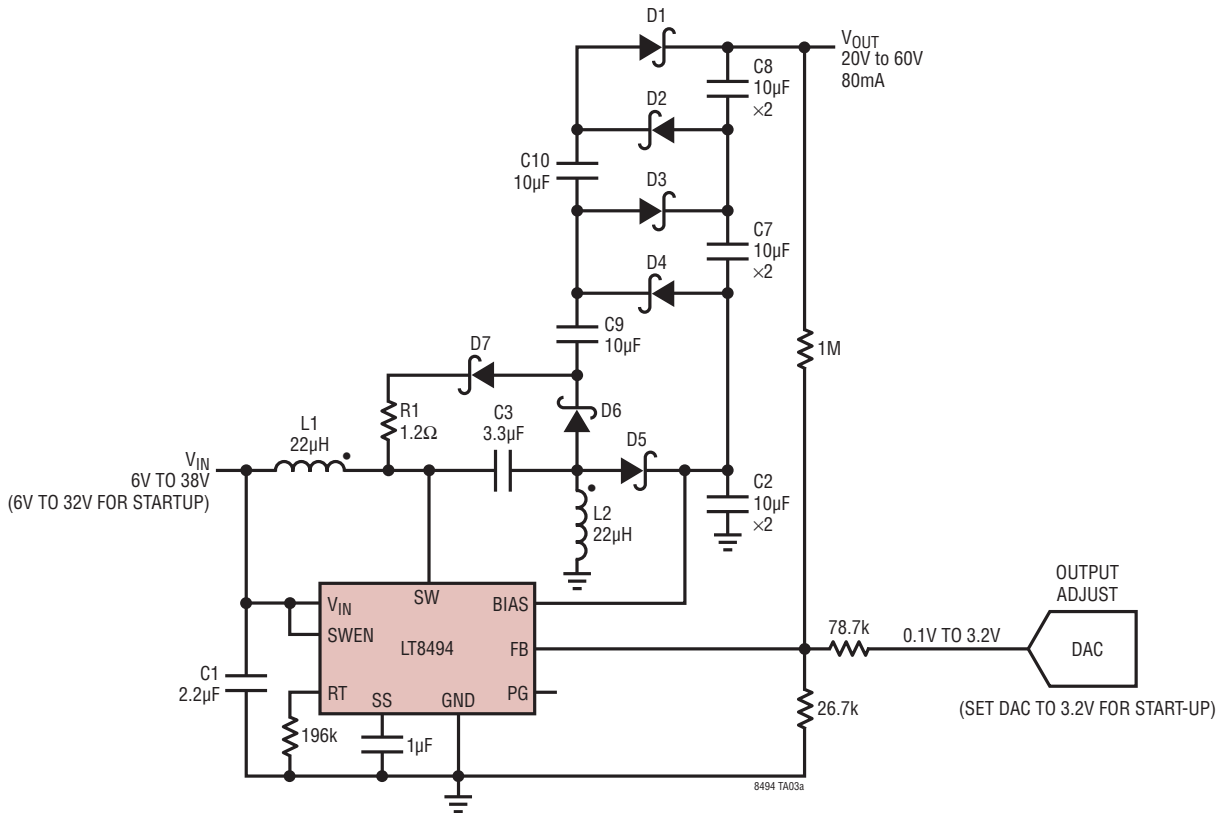 D1
V_OUT
20V to 60V
80mA
C8
10µF
×2
D2
C10
10µF
D3
C7
10µF
×2
D4
C9
10µF
1M
D7
R1
1.2Ω
C3
3.3µF
D6
D5
L1
22µH
V_IN
6V TO 38V
(6V TO 32V FOR STARTUP)
L2
22µH
C2
10µF
×2
V_IN
SW
BIAS
SWEN
LT8494
FB
RT
SS
GND
PG
C1
2.2µF
196k
1µF
78.7k
0.1V TO 3.2V
OUTPUT
ADJUST
DAC
26.7k
(SET DAC TO 3.2V FOR START-UP)
8494 TA03a